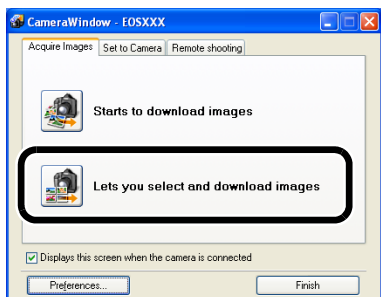 CameraWindow - EOSXXX
Acquire Images Set to Camera Remote shooting
Starts to download images
Lets you select and download images
Displays this screen when the camera is connected
Preferences... Finish